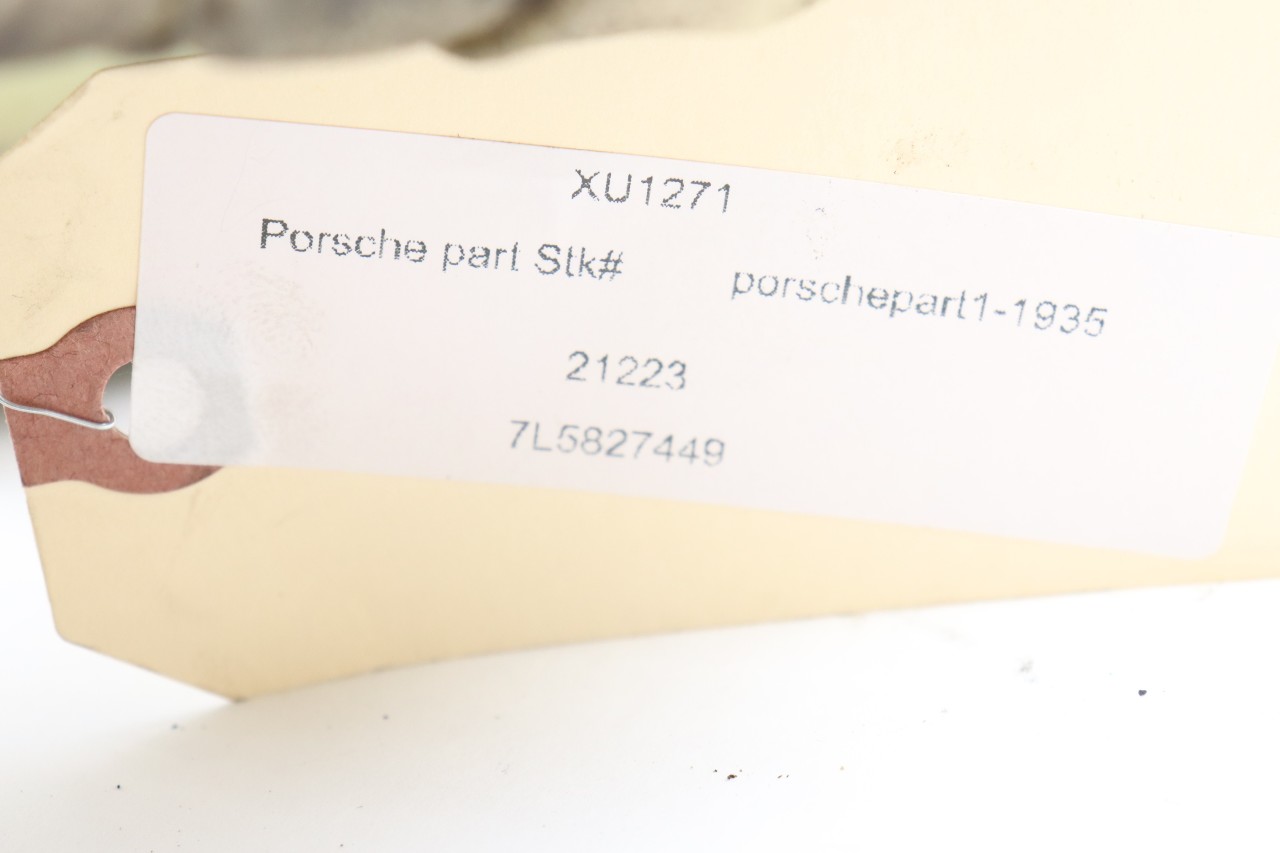 XU1271
Porsche part Stk# porschepart1-1935
21223
7L5827449